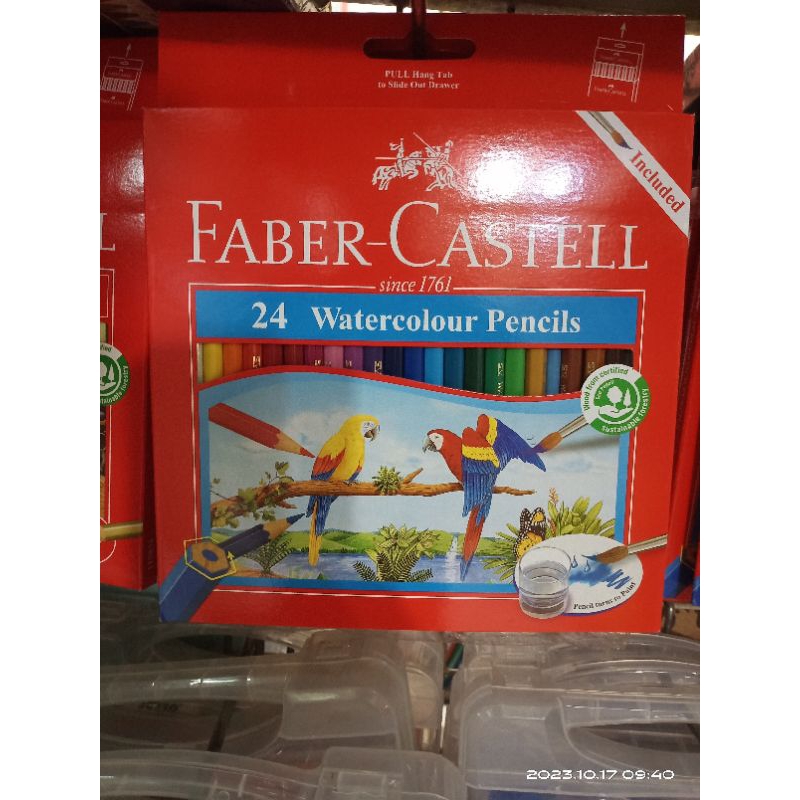 PULL Hang Tab
to Slide Out Drawer
Included
FABER-CASTELL
since 1761
24 Watercolour Pencils
Wood from certified
sustainable forestry
Pencil turns to Paint
2023.10.17 09:40